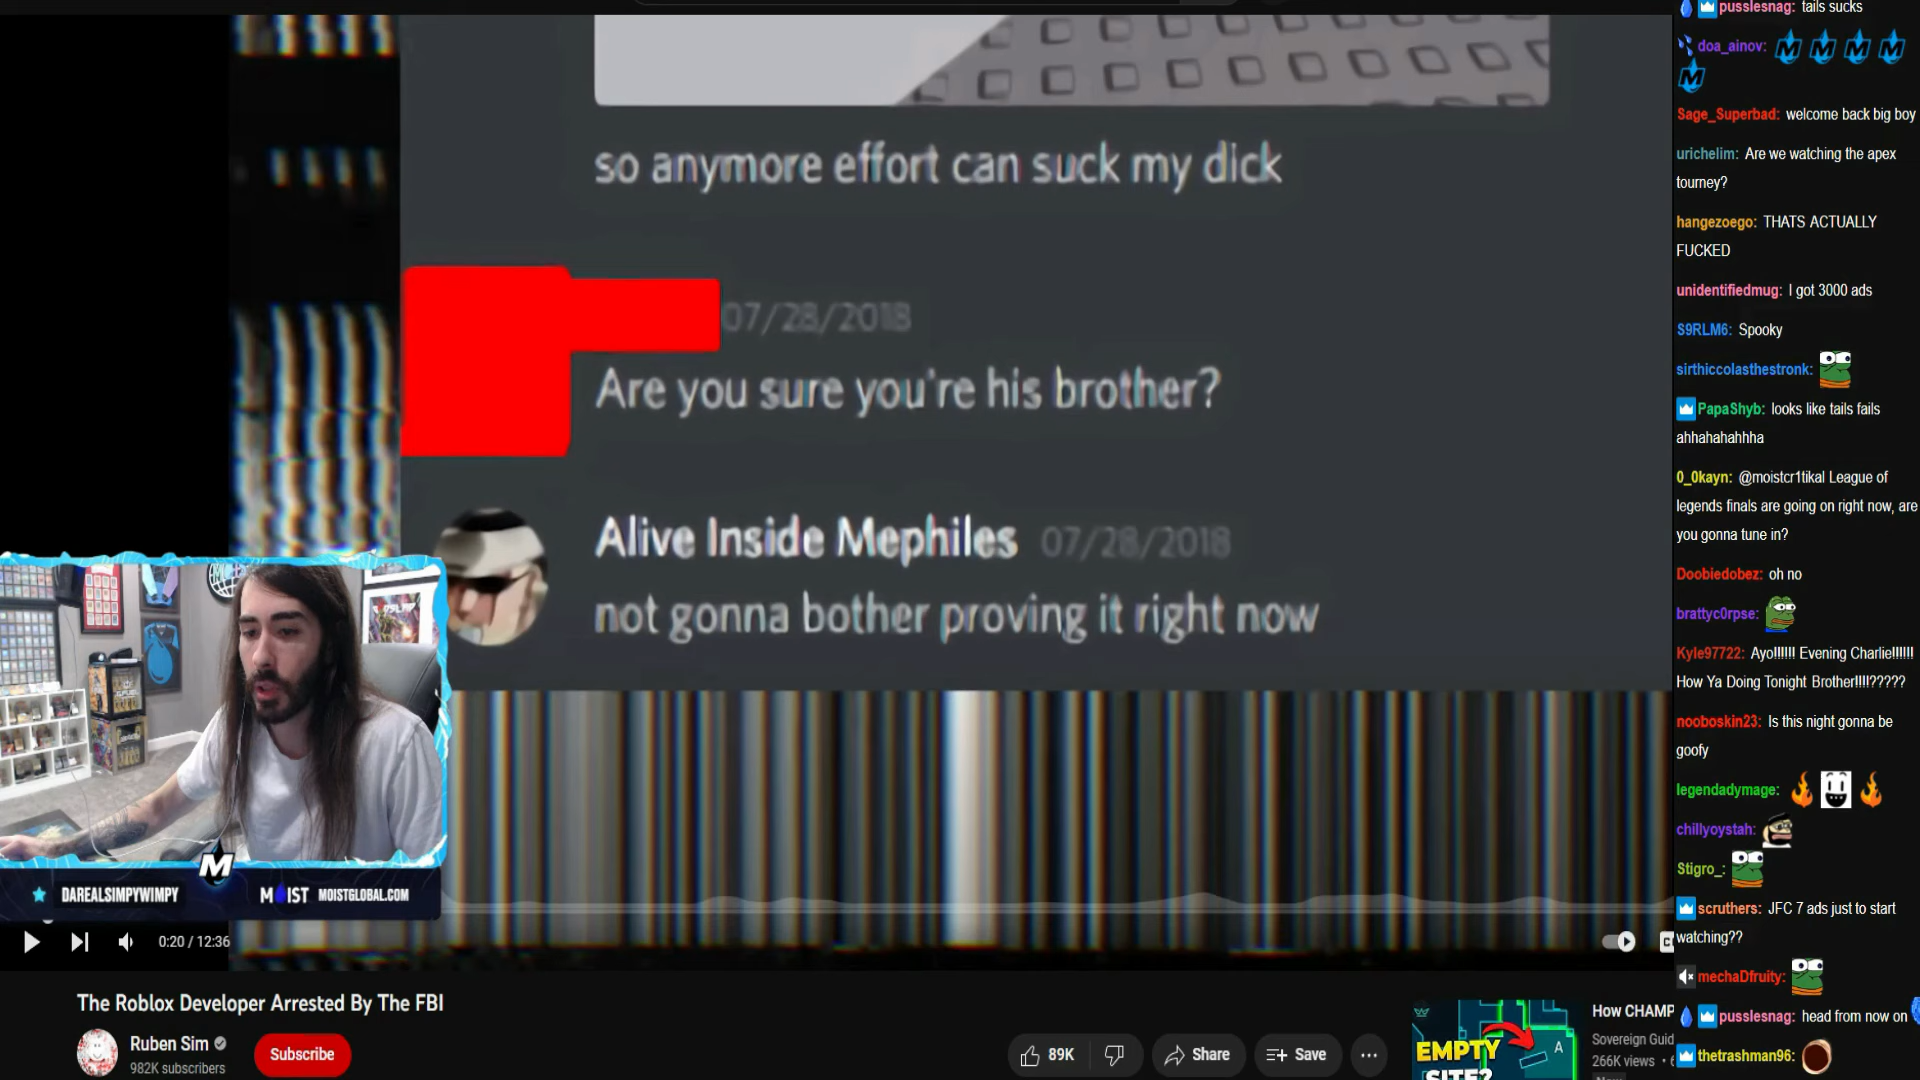 so anymore effort can suck my dick
07/28/2018
Are you sure you're his brother?
Alive Inside Mephiles 07/28/2018
not gonna bother proving it right now
DAREALSIMPYWIMPY
MOIST MOISTGLOBAL.COM
0:20 / 12:36
The Roblox Developer Arrested By The FBI
Ruben Sim
982K subscribers
Subscribe
89K
Share
Save
EMPTY
SITE?
A
How CHAMP
Sovereign Guid
266K views
pusslesnag: tails sucks
doa_ainov:
Sage_Superbad: welcome back big boy
urichelim: Are we watching the apex
tourney?
hangezoego: THATS ACTUALLY
FUCKED
unidentifiedmug: I got 3000 ads
S9RLM6: Spooky
sirthiccolasthestronk:
PapaShyb: looks like tails fails
ahhahahahhha
0_0kayn: @moistcr1tikal League of
legends finals are going on right now, are
you gonna tune in?
Doobiedobez: oh no
brattyc0rpse:
Kyle97722: Ayo!!!!!! Evening Charlie!!!!!!
How Ya Doing Tonight Brother!!!!?????
nooboskin23: Is this night gonna be
goofy
legendadymage:
chillyoystah:
Stigro_:
scruthers: JFC 7 ads just to start
watching??
mechaDfruity:
pusslesnag: head from now on
thetrashman96: